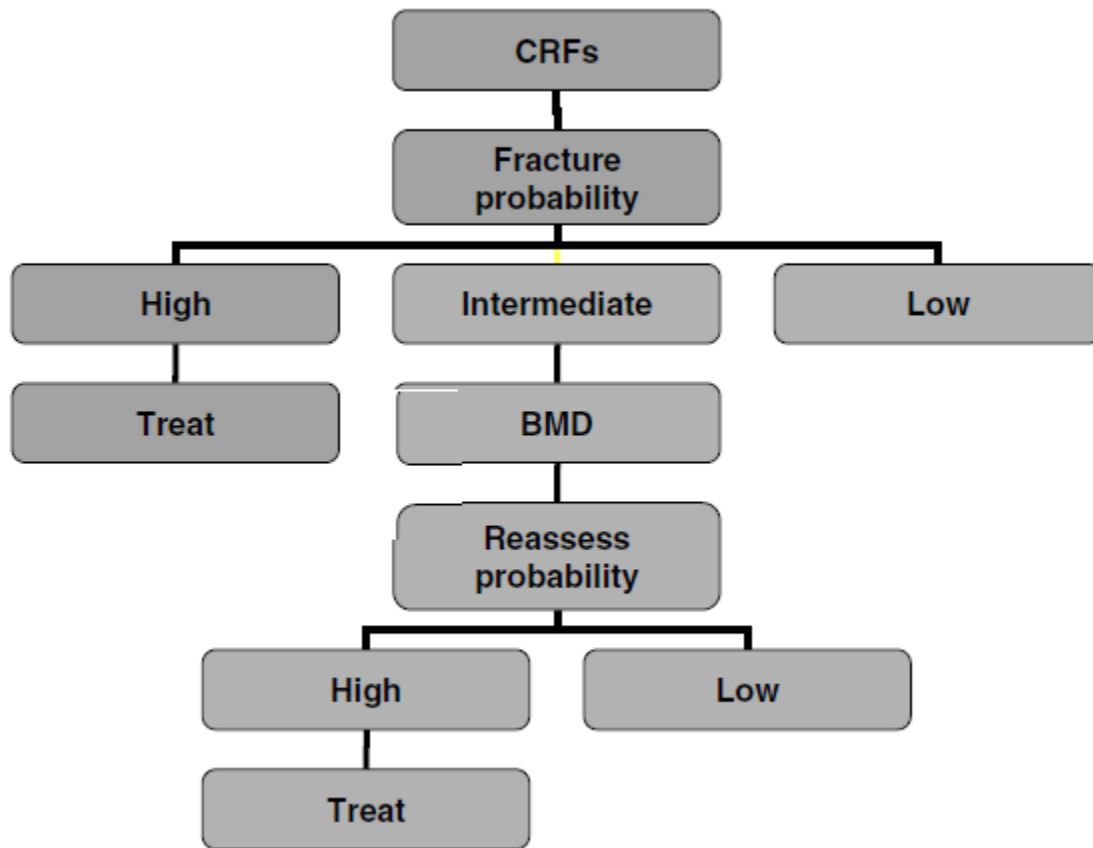 CRFs
Fracture
probability
High
Intermediate
Low
Treat
BMD
Reassess
probability
High
Low
Treat